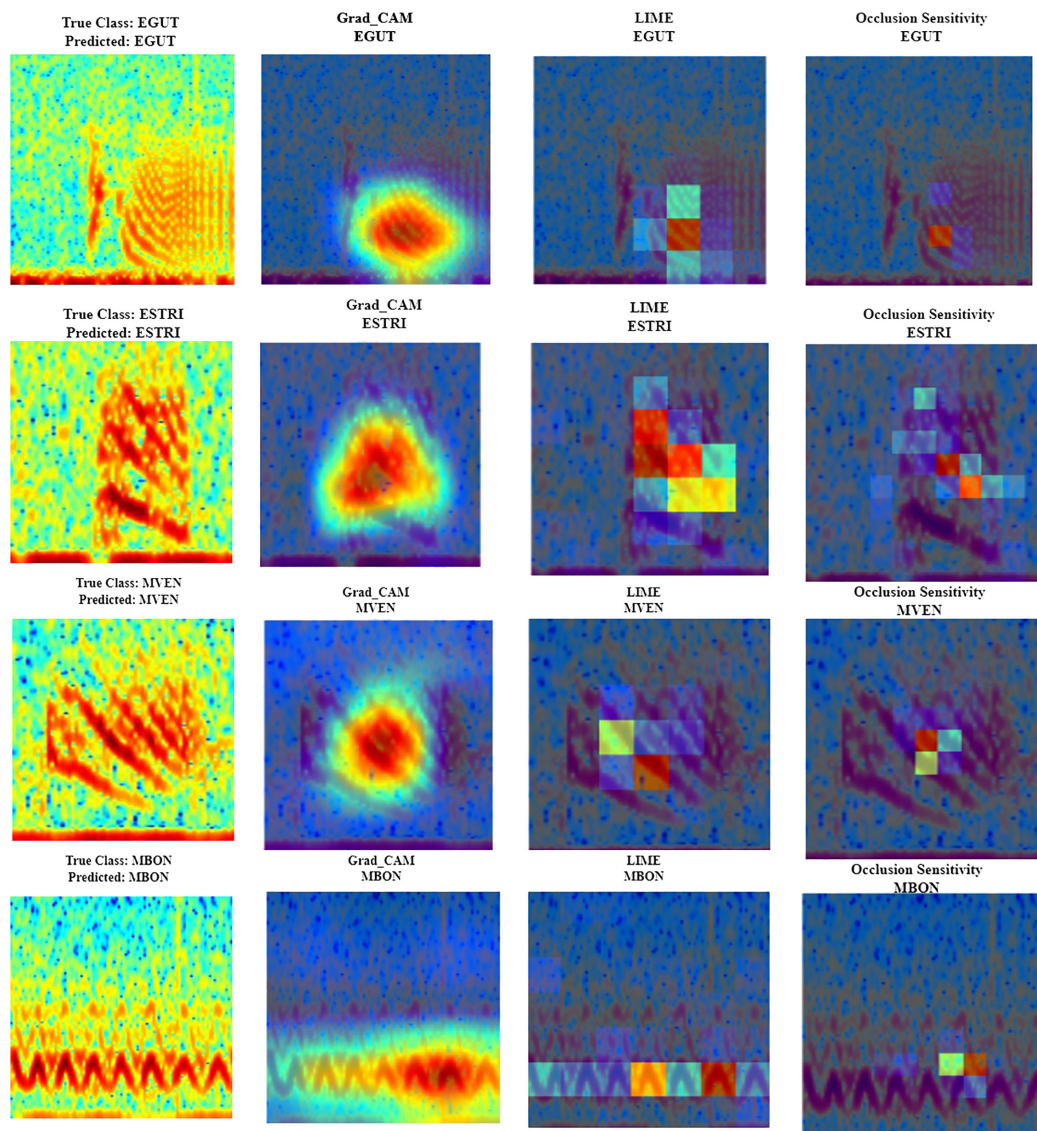 True Class: EGUT
Predicted: EGUT
Grad_CAM
EGUT
LIME
EGUT
Occlusion Sensitivity
EGUT
True Class: ESTRI
Predicted: ESTRI
Grad_CAM
ESTRI
LIME
ESTRI
Occlusion Sensitivity
ESTRI
True Class: MVEN
Predicted: MVEN
Grad_CAM
MVEN
LIME
MVEN
Occlusion Sensitivity
MVEN
True Class: MBON
Predicted: MBON
Grad_CAM
MBON
LIME
MBON
Occlusion Sensitivity
MBON